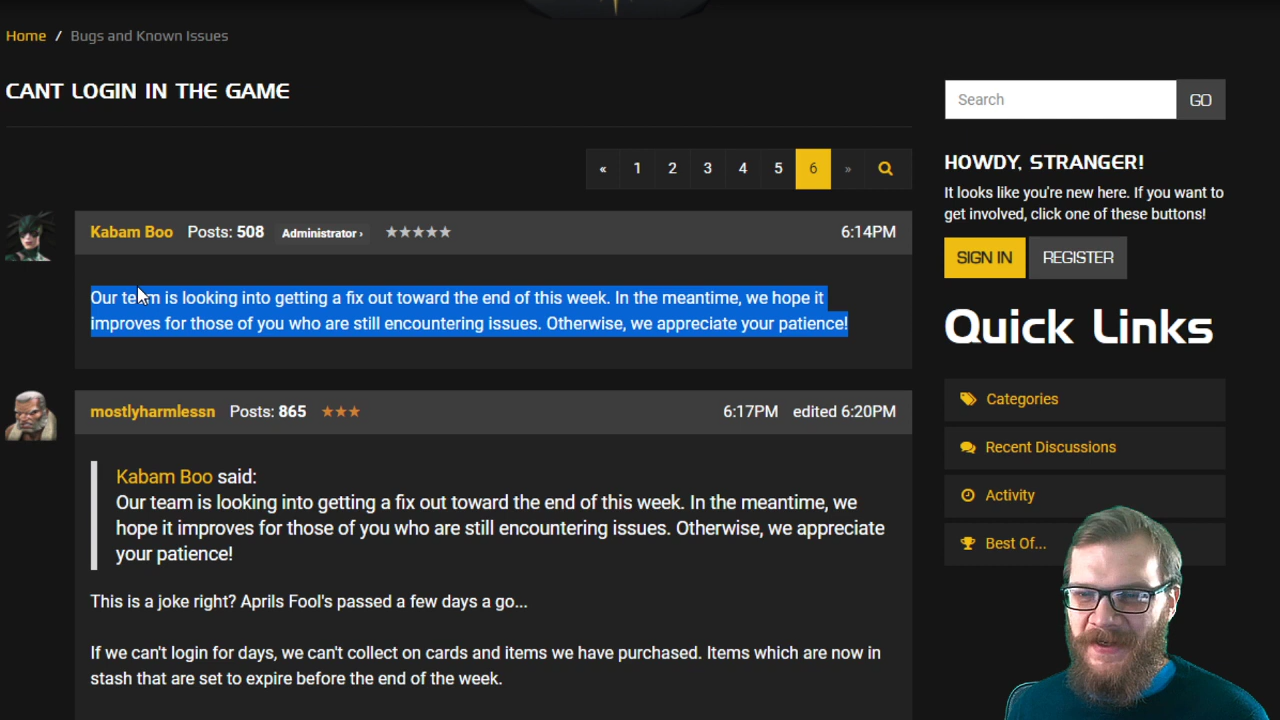 Home / Bugs and Known Issues
CANT LOGIN IN THE GAME
« 1 2 3 4 5 6 »
Kabam Boo Posts: 508 Administrator › ★★★★★ 6:14PM
Our team is looking into getting a fix out toward the end of this week. In the meantime, we hope it
improves for those of you who are still encountering issues. Otherwise, we appreciate your patience!
mostlyharmlessn Posts: 865 ★★★ 6:17PM edited 6:20PM
Kabam Boo said:
Our team is looking into getting a fix out toward the end of this week. In the meantime, we
hope it improves for those of you who are still encountering issues. Otherwise, we appreciate
your patience!
This is a joke right? Aprils Fool's passed a few days a go...
If we can't login for days, we can't collect on cards and items we have purchased. Items which are now in
stash that are set to expire before the end of the week.
Search GO
HOWDY, STRANGER!
It looks like you're new here. If you want to
get involved, click one of these buttons!
SIGN IN REGISTER
Quick Links
Categories
Recent Discussions
Activity
Best Of...